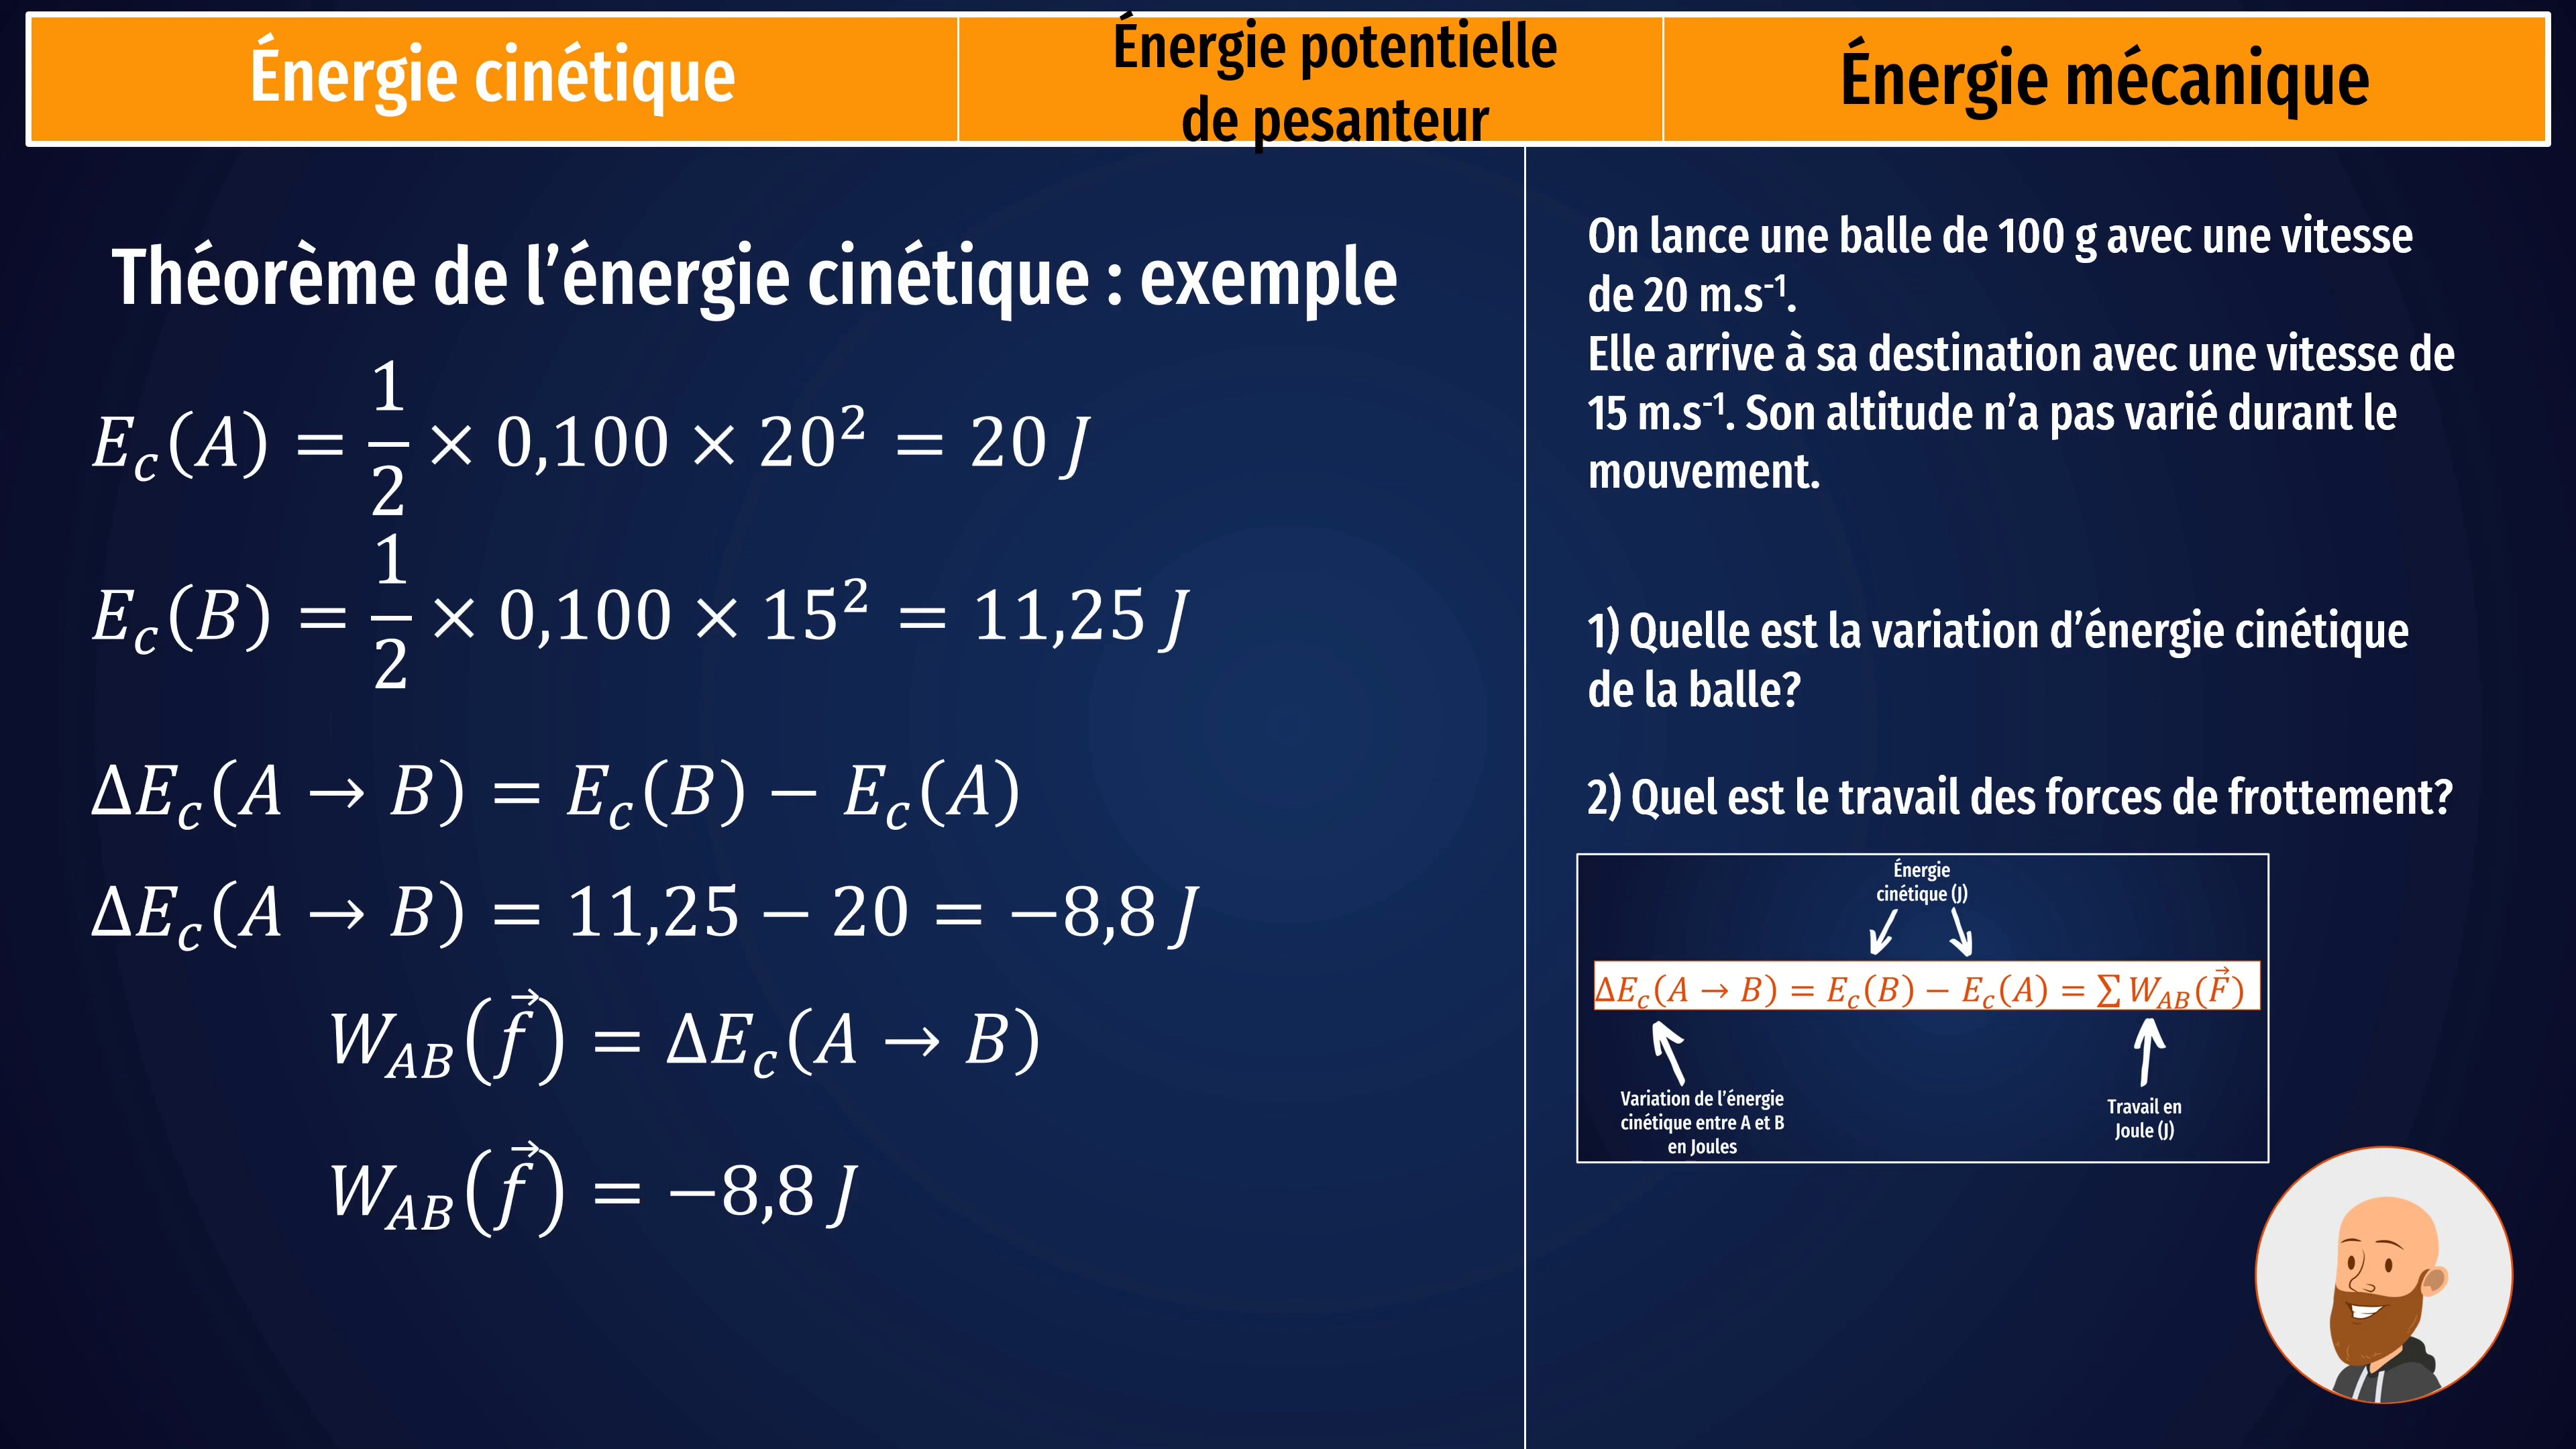 Énergie cinétique
Énergie potentielle
de pesanteur
Énergie mécanique
Théorème de l’énergie cinétique : exemple
E_c(A) = 1/2 × 0,100 × 20² = 20 J
E_c(B) = 1/2 × 0,100 × 15² = 11,25 J
ΔE_c(A → B) = E_c(B) − E_c(A)
ΔE_c(A → B) = 11,25 − 20 = −8,8 J
W_AB(f⃗) = ΔE_c(A → B)
W_AB(f⃗) = −8,8 J
On lance une balle de 100 g avec une vitesse
de 20 m.s⁻¹.
Elle arrive à sa destination avec une vitesse de
15 m.s⁻¹. Son altitude n’a pas varié durant le
mouvement.
1) Quelle est la variation d’énergie cinétique
de la balle?
2) Quel est le travail des forces de frottement?
Énergie
cinétique (J)
ΔE_c(A → B) = E_c(B) − E_c(A) = ∑ W_AB(F⃗)
Variation de l’énergie
cinétique entre A et B
en Joules
Travail en
Joule (J)